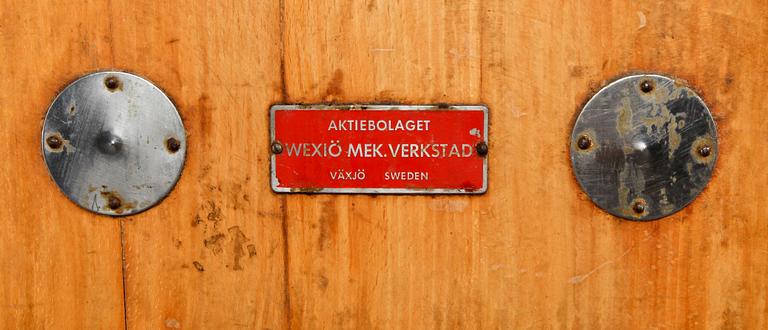 AKTIEBOLAGET
WEXIÖ MEK. VERKSTAD
VÄXJÖ SWEDEN